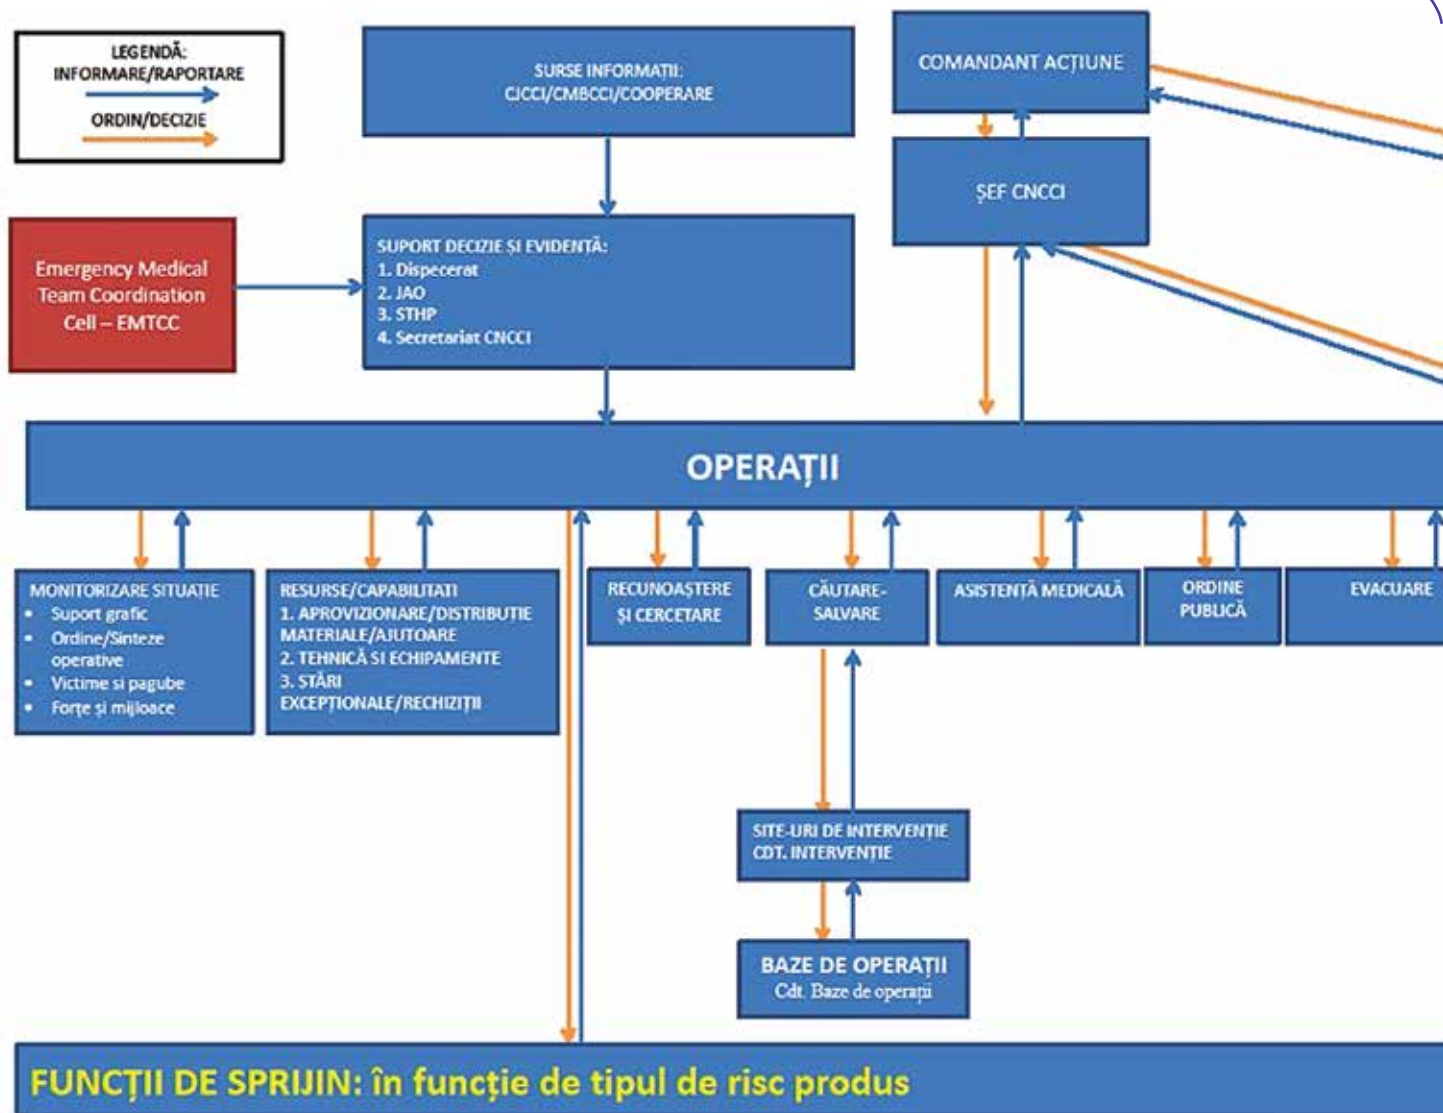 LEGENDĂ:
INFORMARE/RAPORTARE
ORDIN/DECIZIE
SURSE INFORMAȚII:
CJCCI/CMBCCI/COOPERARE
COMANDANT ACȚIUNE
ȘEF CNCCI
Emergency Medical
Team Coordination
Cell – EMTCC
SUPORT DECIZIE ȘI EVIDENȚĂ:
1. Dispecerat
2. JAO
3. STHP
4. Secretariat CNCCI
OPERAȚII
MONITORIZARE SITUAȚIE
• Suport grafic
• Ordine/Sinteze
operative
• Victime si pagube
• Forțe și mijloace
RESURSE/CAPABILITATI
1. APROVIZIONARE/DISTRIBUTIE
MATERIALE/AJUTOARE
2. TEHNICĂ SI ECHIPAMENTE
3. STĂRI
EXCEPȚIONALE/RECHIZIȚII
RECUNOAȘTERE
ȘI CERCETARE
CĂUTARE-
SALVARE
ASISTENȚĂ MEDICALĂ
ORDINE
PUBLICĂ
EVACUARE
SITE-URI DE INTERVENȚIE
CDT. INTERVENȚIE
BAZE DE OPERAȚII
Cdt. Baze de operații
FUNCȚII DE SPRIJIN: în funcție de tipul de risc produs